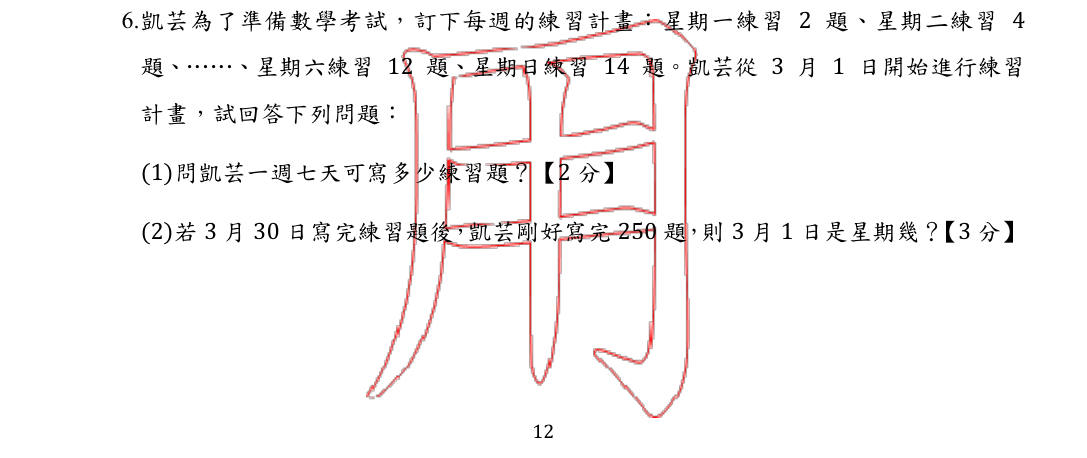 6.凱芸為了準備數學考試，訂下每週的練習計畫：星期一練習 2 題、星期二練習 4
題、⋯⋯、星期六練習 12 題、星期日練習 14 題。凱芸從 3 月 1 日開始進行練習
計畫，試回答下列問題：
(1)問凱芸一週七天可寫多少練習題？【2 分】
(2)若 3 月 30 日寫完練習題後，凱芸剛好寫完 250 題，則 3 月 1 日是星期幾？【3 分】
用
12